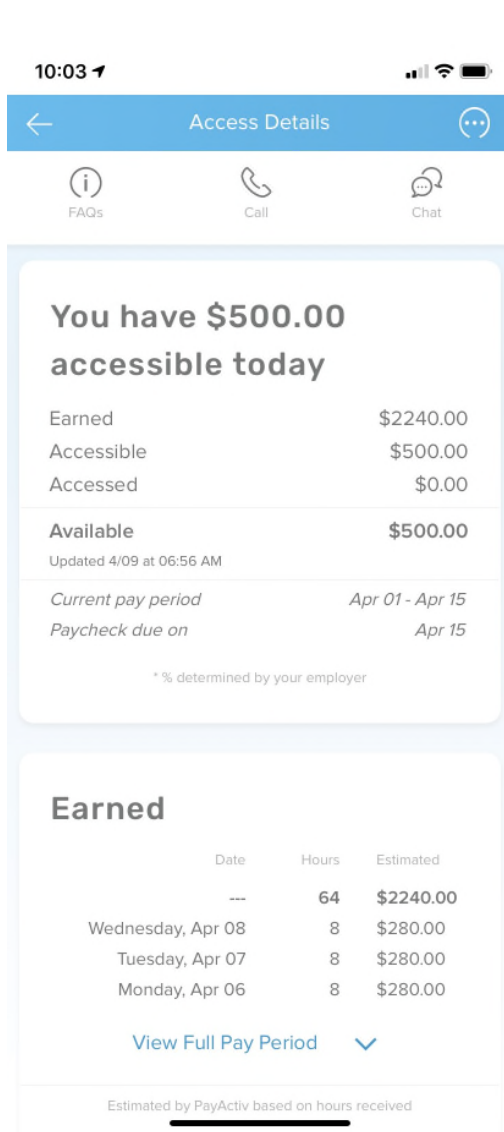 10:03
Access Details
FAQs Call Chat
You have $500.00
accessible today
Earned $2240.00
Accessible $500.00
Accessed $0.00
Available $500.00
Updated 4/09 at 06:56 AM
Current pay period Apr 01 - Apr 15
Paycheck due on Apr 15
* % determined by your employer
Earned
Date Hours Estimated
--- 64 $2240.00
Wednesday, Apr 08 8 $280.00
Tuesday, Apr 07 8 $280.00
Monday, Apr 06 8 $280.00
View Full Pay Period
Estimated by PayActiv based on hours received